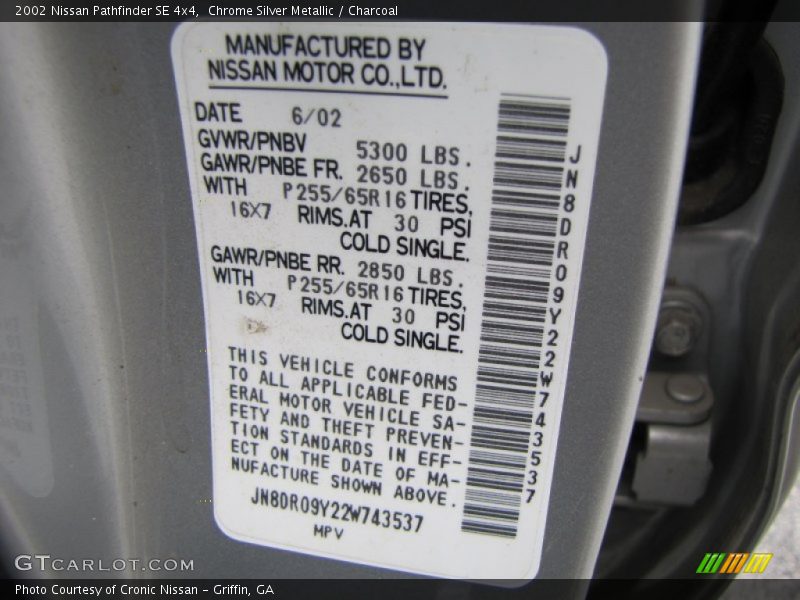 2002 Nissan Pathfinder SE 4x4,  Chrome Silver Metallic / Charcoal
MANUFACTURED BY
NISSAN MOTOR CO.,LTD.
DATE 6/02
GVWR/PNBV 5300 LBS.
GAWR/PNBE FR. 2650 LBS.
WITH P255/65R16 TIRES,
16X7 RIMS.AT 30 PSI
COLD SINGLE.
GAWR/PNBE RR. 2850 LBS.
WITH P255/65R16 TIRES,
16X7 RIMS.AT 30 PSI
COLD SINGLE.
THIS VEHICLE CONFORMS
TO ALL APPLICABLE FED-
ERAL MOTOR VEHICLE SA-
FETY AND THEFT PREVEN-
TION STANDARDS IN EFF-
ECT ON THE DATE OF MA-
NUFACTURE SHOWN ABOVE.
JN8DR09Y22W743537
MPV
JN8DR09Y22W743537
GTCARLOT.COM
Photo Courtesy of Cronic Nissan - Griffin, GA